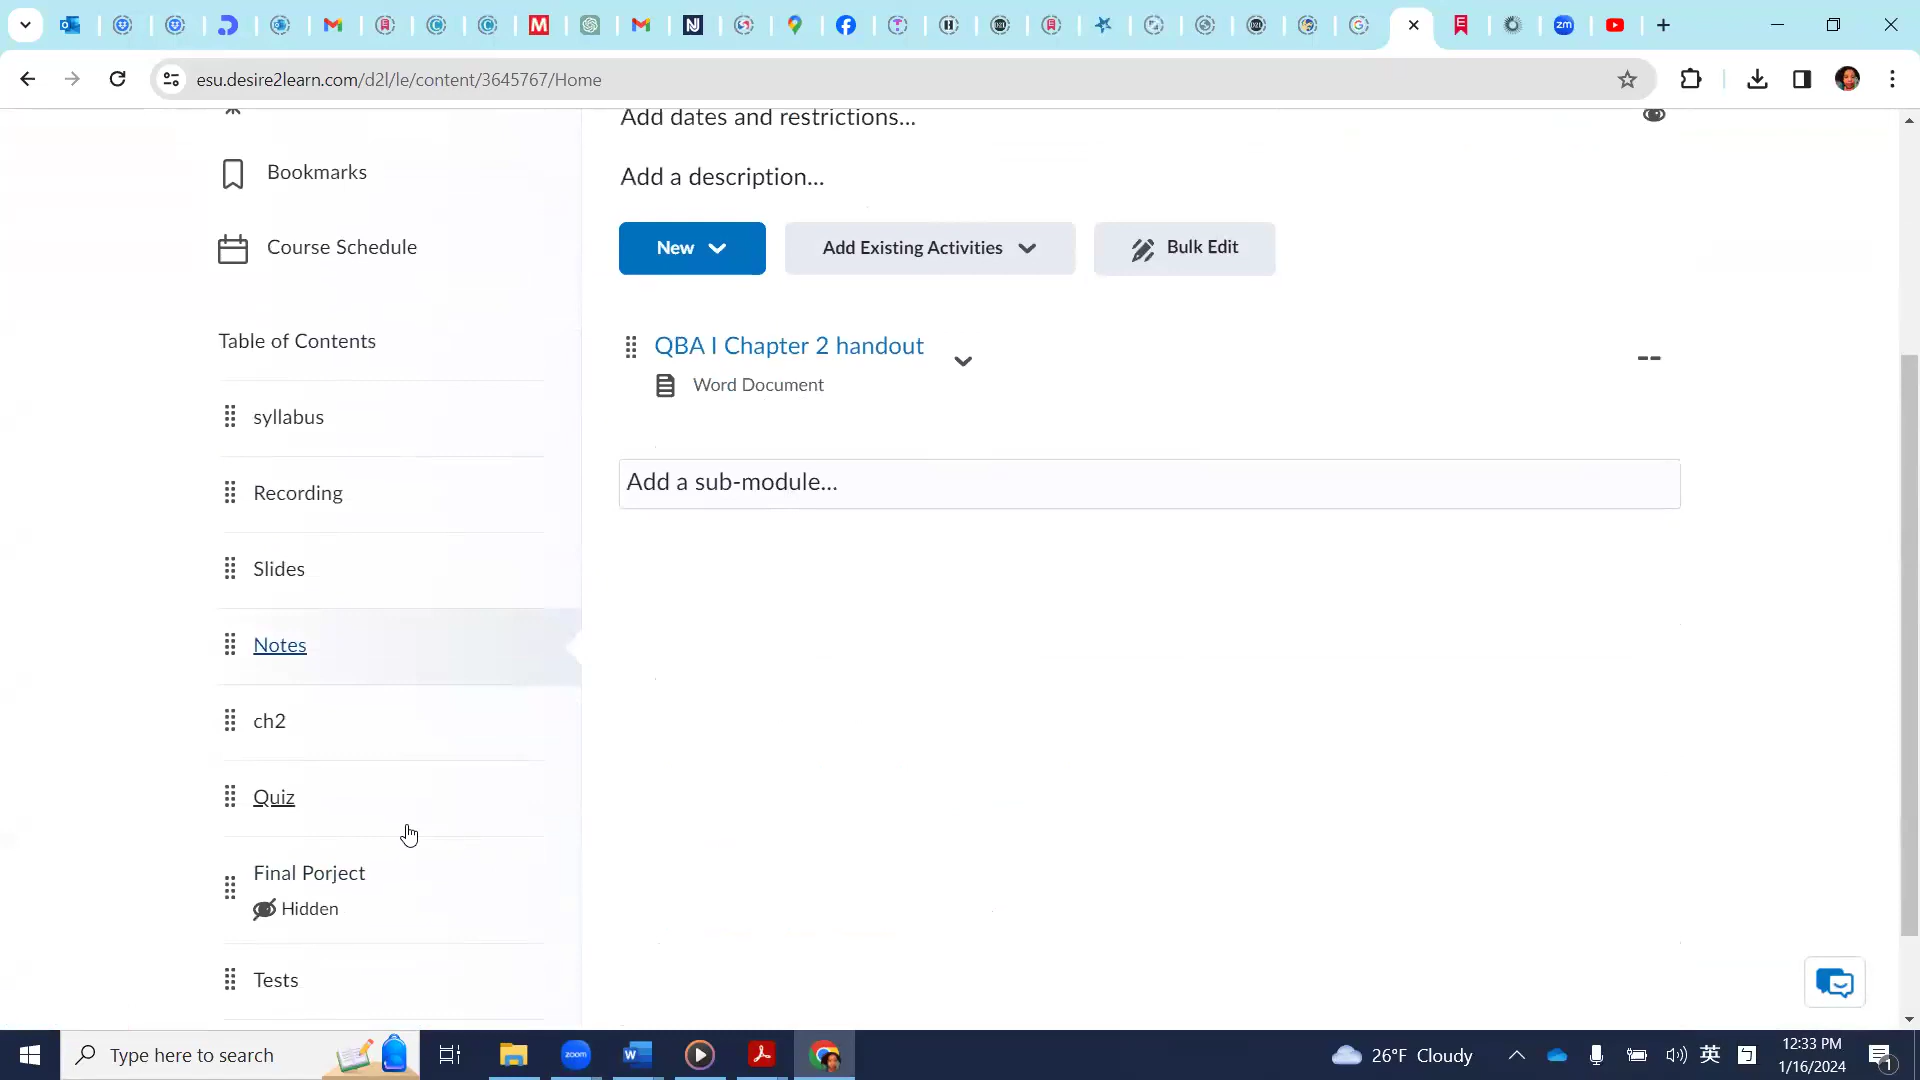 esu.desire2learn.com/d2l/le/content/3645767/Home
Add dates and restrictions...
Bookmarks
Add a description...
Course Schedule
New
Add Existing Activities
Bulk Edit
Table of Contents
QBA I Chapter 2 handout
Word Document
syllabus
Add a sub-module...
Recording
Slides
Notes
ch2
Quiz
Final Porject
Hidden
Tests
Type here to search
26°F Cloudy
英
12:33 PM
1/16/2024
1